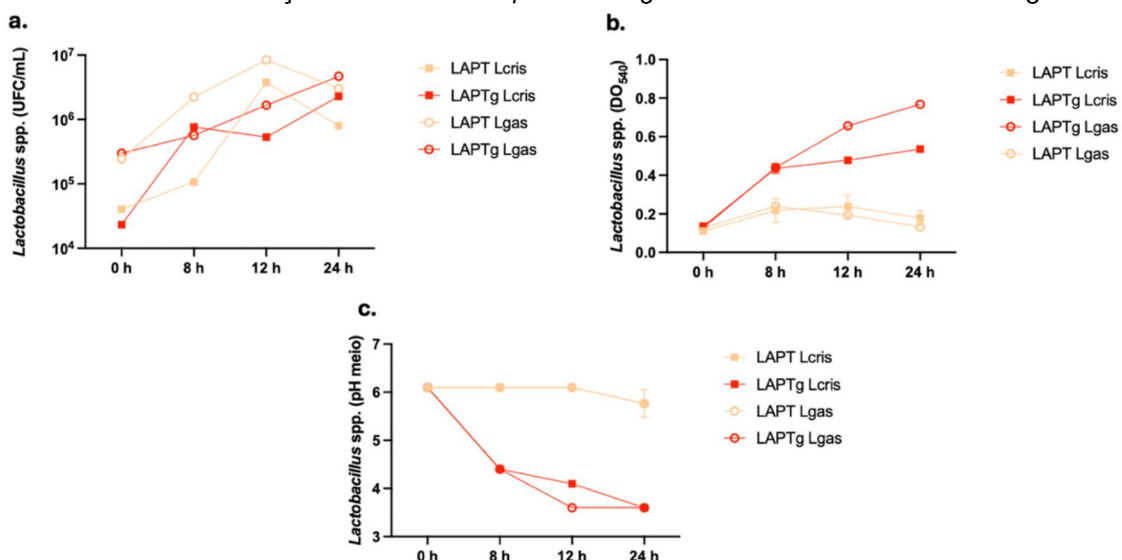 a.
Lactobacillus spp. (UFC/mL)
10⁷
10⁶
10⁵
10⁴
0 h 8 h 12 h 24 h
LAPT Lcris
LAPTg Lcris
LAPT Lgas
LAPTg Lgas
b.
Lactobacillus spp. (DO₅₄₀)
1.0
0.8
0.6
0.4
0.2
0.0
0 h 8 h 12 h 24 h
LAPT Lcris
LAPTg Lcris
LAPTg Lgas
LAPT Lgas
c.
Lactobacillus spp. (pH meio)
7
6
5
4
3
0 h 8 h 12 h 24 h
LAPT Lcris
LAPTg Lcris
LAPT Lgas
LAPTg Lgas